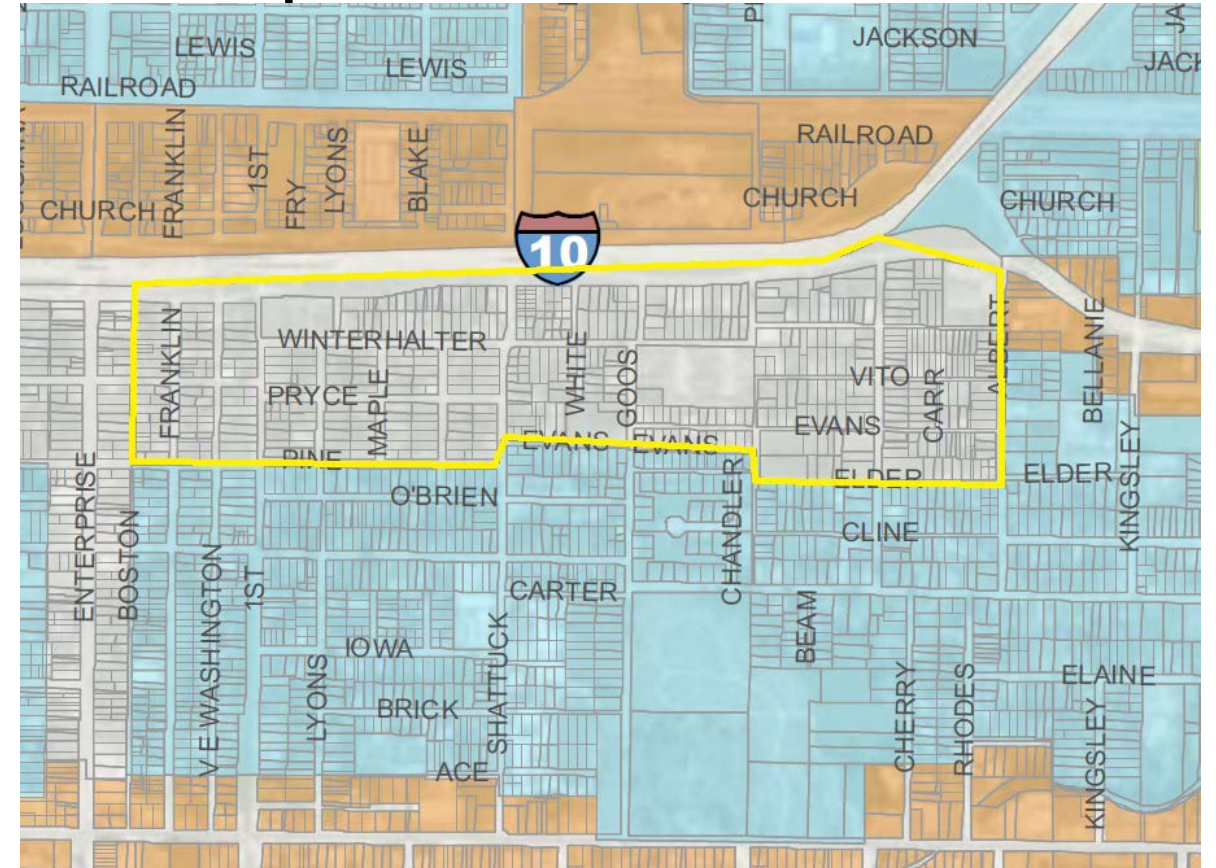 LEWIS
LEWIS
JACKSON
RAILROAD
RAILROAD
FRANKLIN
1ST
FRY
LYONS
BLAKE
CHURCH
CHURCH
CHURCH
10
FRANKLIN
WINTERHALTER
PRYCE
MAPLE
WHITE
GOOS
VITO
EVANS
CARR
ALBERT
BELLANIE
PINE
EVANS
EVANS
ELDER
ELDER
KINGSLEY
ENTERPRISE
BOSTON
O'BRIEN
CHANDLER
CLINE
V E WASHINGTON
1ST
CARTER
BEAM
IOWA
LYONS
BRICK
SHATTUCK
ACE
CHERRY
RHODES
ELAINE
KINGSLEY